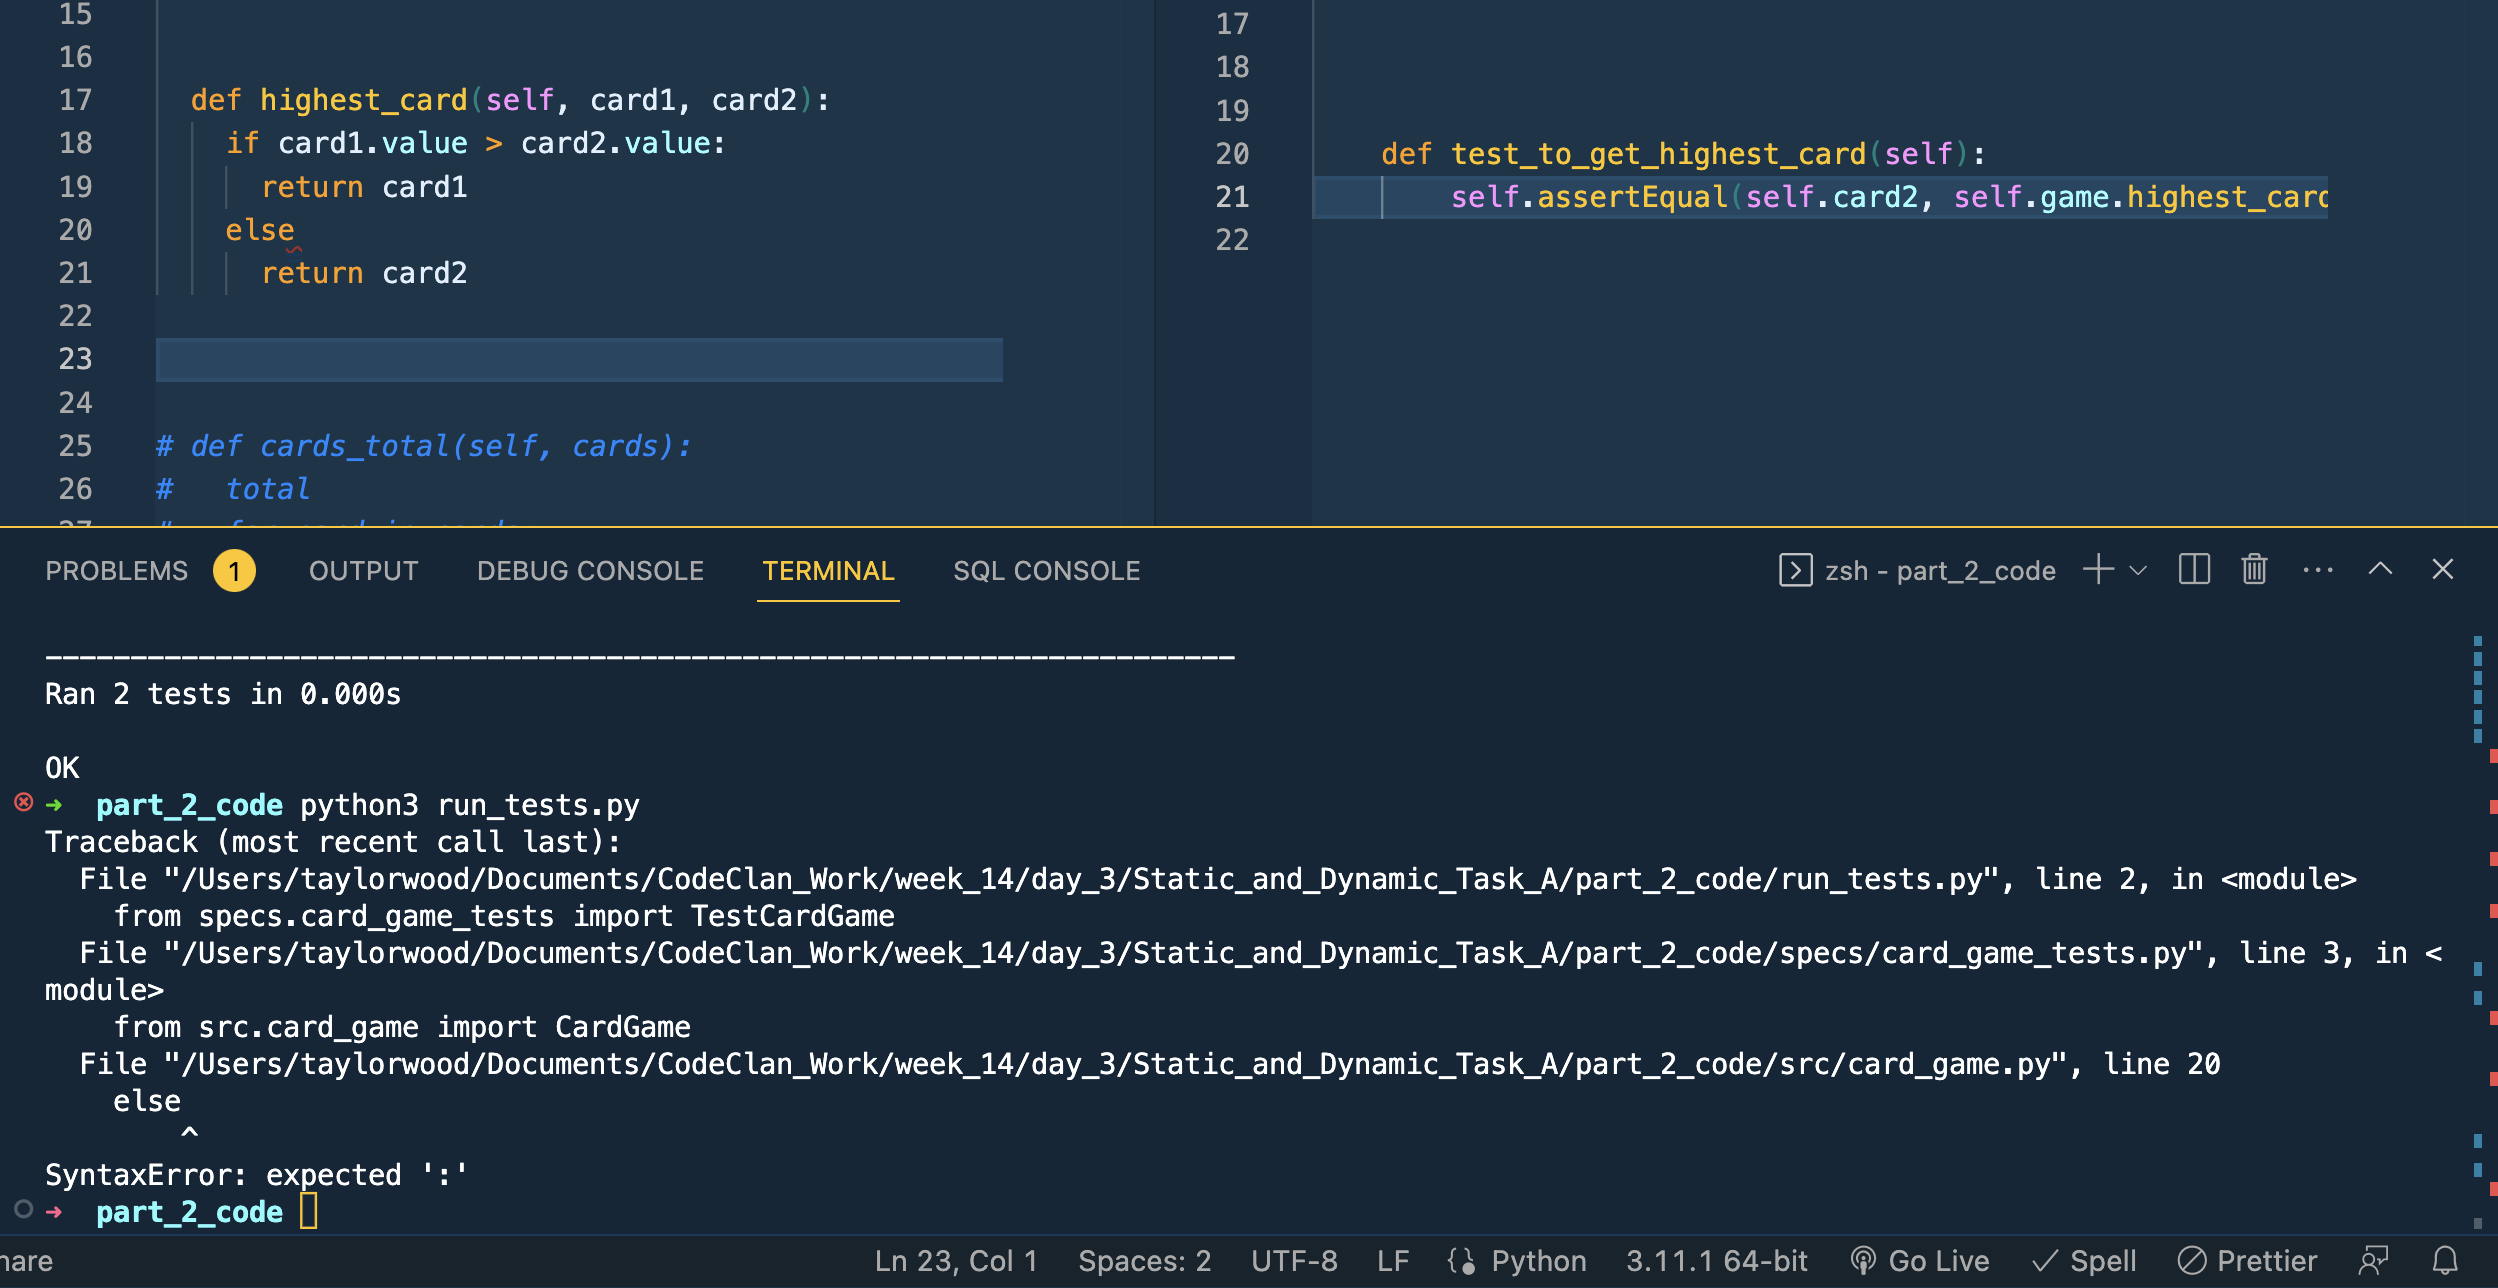 15
16
17 def highest_card(self, card1, card2):
18 if card1.value > card2.value:
19 return card1
20 else
21 return card2
22
23
24
25 # def cards_total(self, cards):
26 # total
17
18
19
20 def test_to_get_highest_card(self):
21 self.assertEqual(self.card2, self.game.highest_card
22
PROBLEMS 1 OUTPUT DEBUG CONSOLE TERMINAL SQL CONSOLE zsh - part_2_code
----------------------------------------------------------------------
Ran 2 tests in 0.000s
OK
➜ part_2_code python3 run_tests.py
Traceback (most recent call last):
File "/Users/taylorwood/Documents/CodeClan_Work/week_14/day_3/Static_and_Dynamic_Task_A/part_2_code/run_tests.py", line 2, in <module>
from specs.card_game_tests import TestCardGame
File "/Users/taylorwood/Documents/CodeClan_Work/week_14/day_3/Static_and_Dynamic_Task_A/part_2_code/specs/card_game_tests.py", line 3, in <
module>
from src.card_game import CardGame
File "/Users/taylorwood/Documents/CodeClan_Work/week_14/day_3/Static_and_Dynamic_Task_A/part_2_code/src/card_game.py", line 20
else
^
SyntaxError: expected ':'
➜ part_2_code
hare Ln 23, Col 1 Spaces: 2 UTF-8 LF Python 3.11.1 64-bit Go Live Spell Prettier